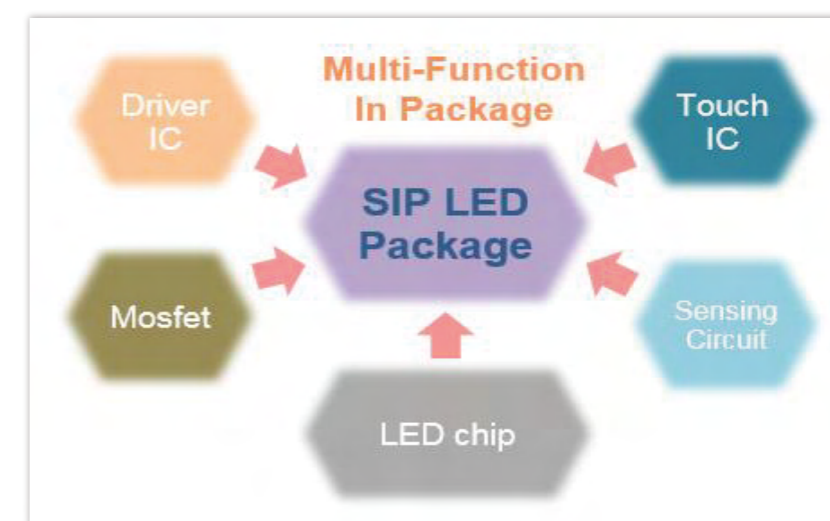 Multi-Function
In Package
Driver
IC
Touch
IC
SIP LED
Package
Mosfet
Sensing
Circuit
LED chip